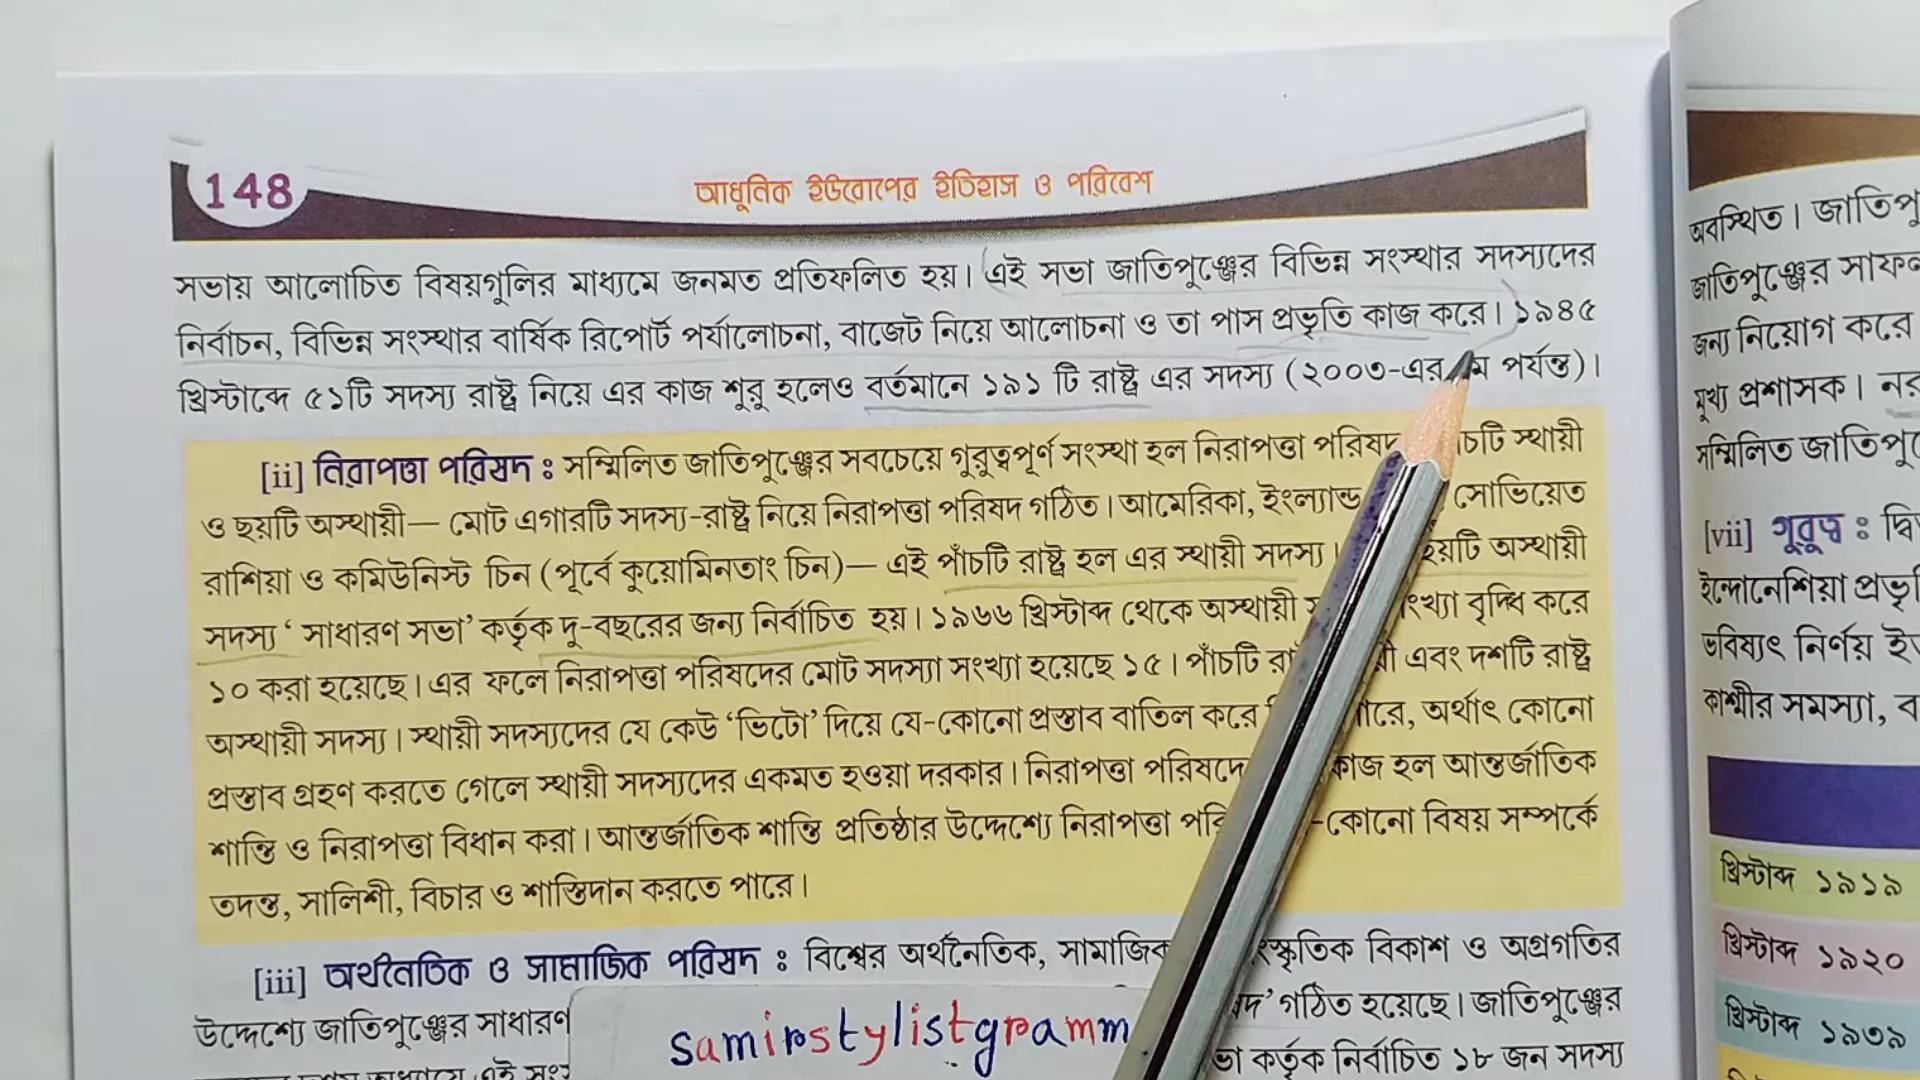 148
আধুনিক ইউরোপের ইতিহাস ও পরিবেশ
সভায় আলোচিত বিষয়গুলির মাধ্যমে জনমত প্রতিফলিত হয়। এই সভা জাতিপুঞ্জের বিভিন্ন সংস্থার সদস্যদের
নির্বাচন, বিভিন্ন সংস্থার বার্ষিক রিপোর্ট পর্যালোচনা, বাজেট নিয়ে আলোচনা ও তা পাস প্রভৃতি কাজ করে। ১৯৪৫
খ্রিস্টাব্দে ৫১টি সদস্য রাষ্ট্র নিয়ে এর কাজ শুরু হলেও বর্তমানে ১৯১ টি রাষ্ট্র এর সদস্য (২০০৩-এর পর্যন্ত)।
[ii] নিরাপত্তা পরিষদ : সম্মিলিত জাতিপুঞ্জের সবচেয়ে গুরুত্বপূর্ণ সংস্থা হল নিরাপত্তা পরিষদ স্থায়ী
ও ছয়টি অস্থায়ী— মোট এগারটি সদস্য-রাষ্ট্র নিয়ে নিরাপত্তা পরিষদ গঠিত। আমেরিকা, ইংল্যান্ড সোভিয়েত
রাশিয়া ও কমিউনিস্ট চিন (পূর্বে কুয়োমিনতাং চিন)— এই পাঁচটি রাষ্ট্র হল এর স্থায়ী সদস্য। ছয়টি অস্থায়ী
সদস্য ‘ সাধারণ সভা’ কর্তৃক দু-বছরের জন্য নির্বাচিত হয়। ১৯৬৬ খ্রিস্টাব্দ থেকে অস্থায়ী বৃদ্ধি করে
১০ করা হয়েছে। এর ফলে নিরাপত্তা পরিষদের মোট সদস্যা সংখ্যা হয়েছে ১৫। পাঁচটি এবং দশটি রাষ্ট্র
অস্থায়ী সদস্য। স্থায়ী সদস্যদের যে কেউ ‘ভিটো’ দিয়ে যে-কোনো প্রস্তাব বাতিল করে অর্থাৎ কোনো
প্রস্তাব গ্রহণ করতে গেলে স্থায়ী সদস্যদের একমত হওয়া দরকার। নিরাপত্তা কাজ হল আন্তর্জাতিক
শান্তি ও নিরাপত্তা বিধান করা। আন্তর্জাতিক শান্তি প্রতিষ্ঠার উদ্দেশ্যে নিরাপত্তা -কোনো বিষয় সম্পর্কে
তদন্ত, সালিশী, বিচার ও শাস্তিদান করতে পারে।
[iii] অর্থনৈতিক ও সামাজিক পরিষদ : বিশ্বের অর্থনৈতিক, সামাজিক বিকাশ ও অগ্রগতির
উদ্দেশ্যে জাতিপুঞ্জের সাধারণ গঠিত হয়েছে। জাতিপুঞ্জের
কর্তৃক নির্বাচিত ১৮ জন সদস্য
samirstylistgramm
অবস্থিত।
জাতিপুঞ্জের
জন্য নিয়োগ করে
মুখ্য প্রশাসক।
সম্মিলিত
[vii] গুরুত্ব :
ইন্দোনেশিয়া
ভবিষ্যৎ নির্ণয়
কাশ্মীর সমস্যা,
খ্রিস্টাব্দ ১৯১৯
খ্রিস্টাব্দ ১৯২০
খ্রিস্টাব্দ ১৯৩৯